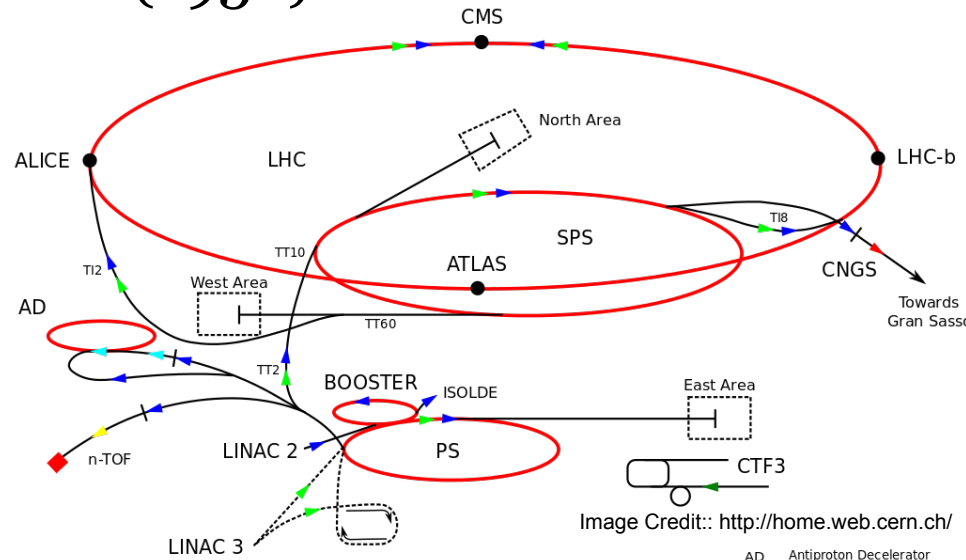 CMS
North Area
ALICE
LHC
LHC-b
TI8
SPS
TT10
ATLAS
CNGS
TI2
West Area
Towards
AD
TT60
TT2
BOOSTER
ISOLDE
East Area
LINAC 2
PS
n-TOF
CTF3
Image Credit:: http://home.web.cern.ch/
LINAC 3
AD Antiproton Decelerator